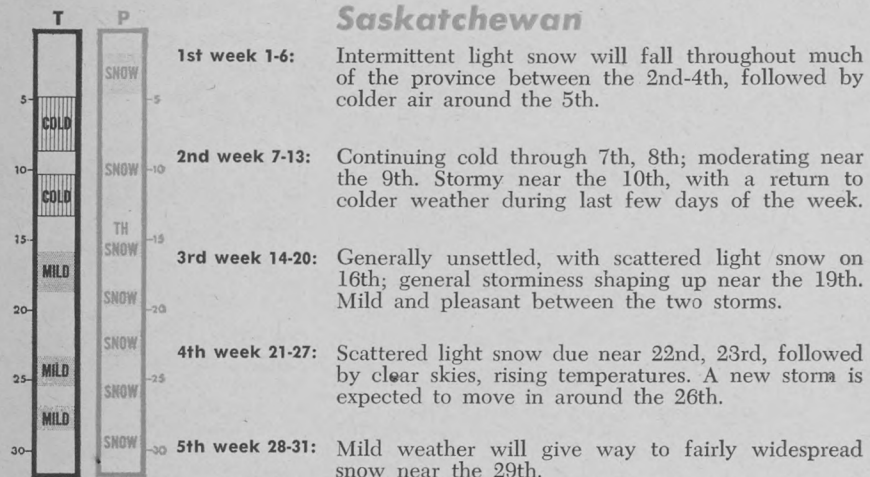 T
P
Saskatchewan
SNOW
5
5
COLD
10
SNOW
10
COLD
TH
SNOW
15
15
MILD
SNOW
20
20
SNOW
MILD
25
25
SNOW
MILD
SNOW
30
30
1st week 1-6: Intermittent light snow will fall throughout much
of the province between the 2nd-4th, followed by
colder air around the 5th.
2nd week 7-13: Continuing cold through 7th, 8th; moderating near
the 9th. Stormy near the 10th, with a return to
colder weather during last few days of the week.
3rd week 14-20: Generally unsettled, with scattered light snow on
16th; general storminess shaping up near the 19th.
Mild and pleasant between the two storms.
4th week 21-27: Scattered light snow due near 22nd, 23rd, followed
by clear skies, rising temperatures. A new storm is
expected to move in around the 26th.
5th week 28-31: Mild weather will give way to fairly widespread
snow near the 29th.